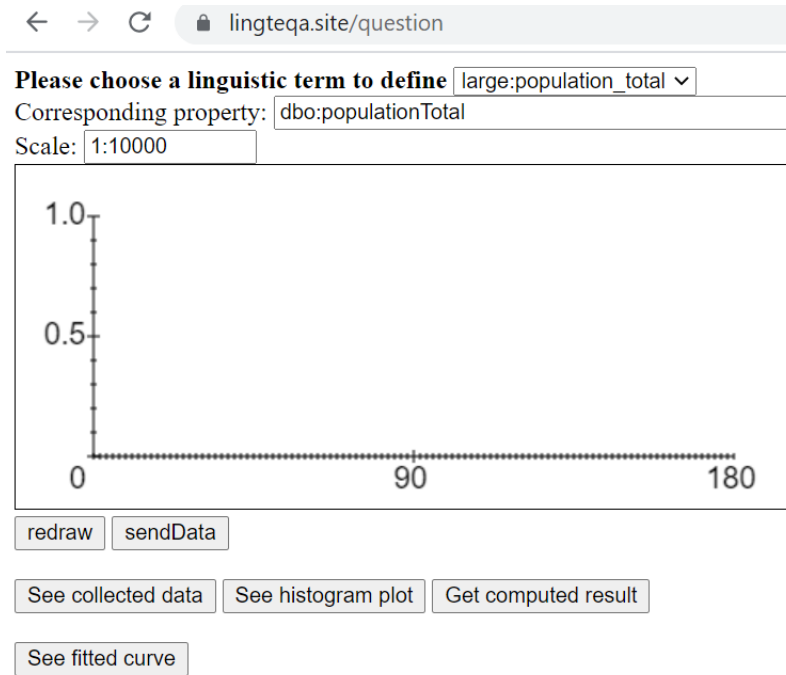 lingteqa.site/question
Please choose a linguistic term to define large:population_total
Corresponding property: dbo:populationTotal
Scale: 1:10000
1.0
0.5
0 90 180
redraw sendData
See collected data See histogram plot Get computed result
See fitted curve